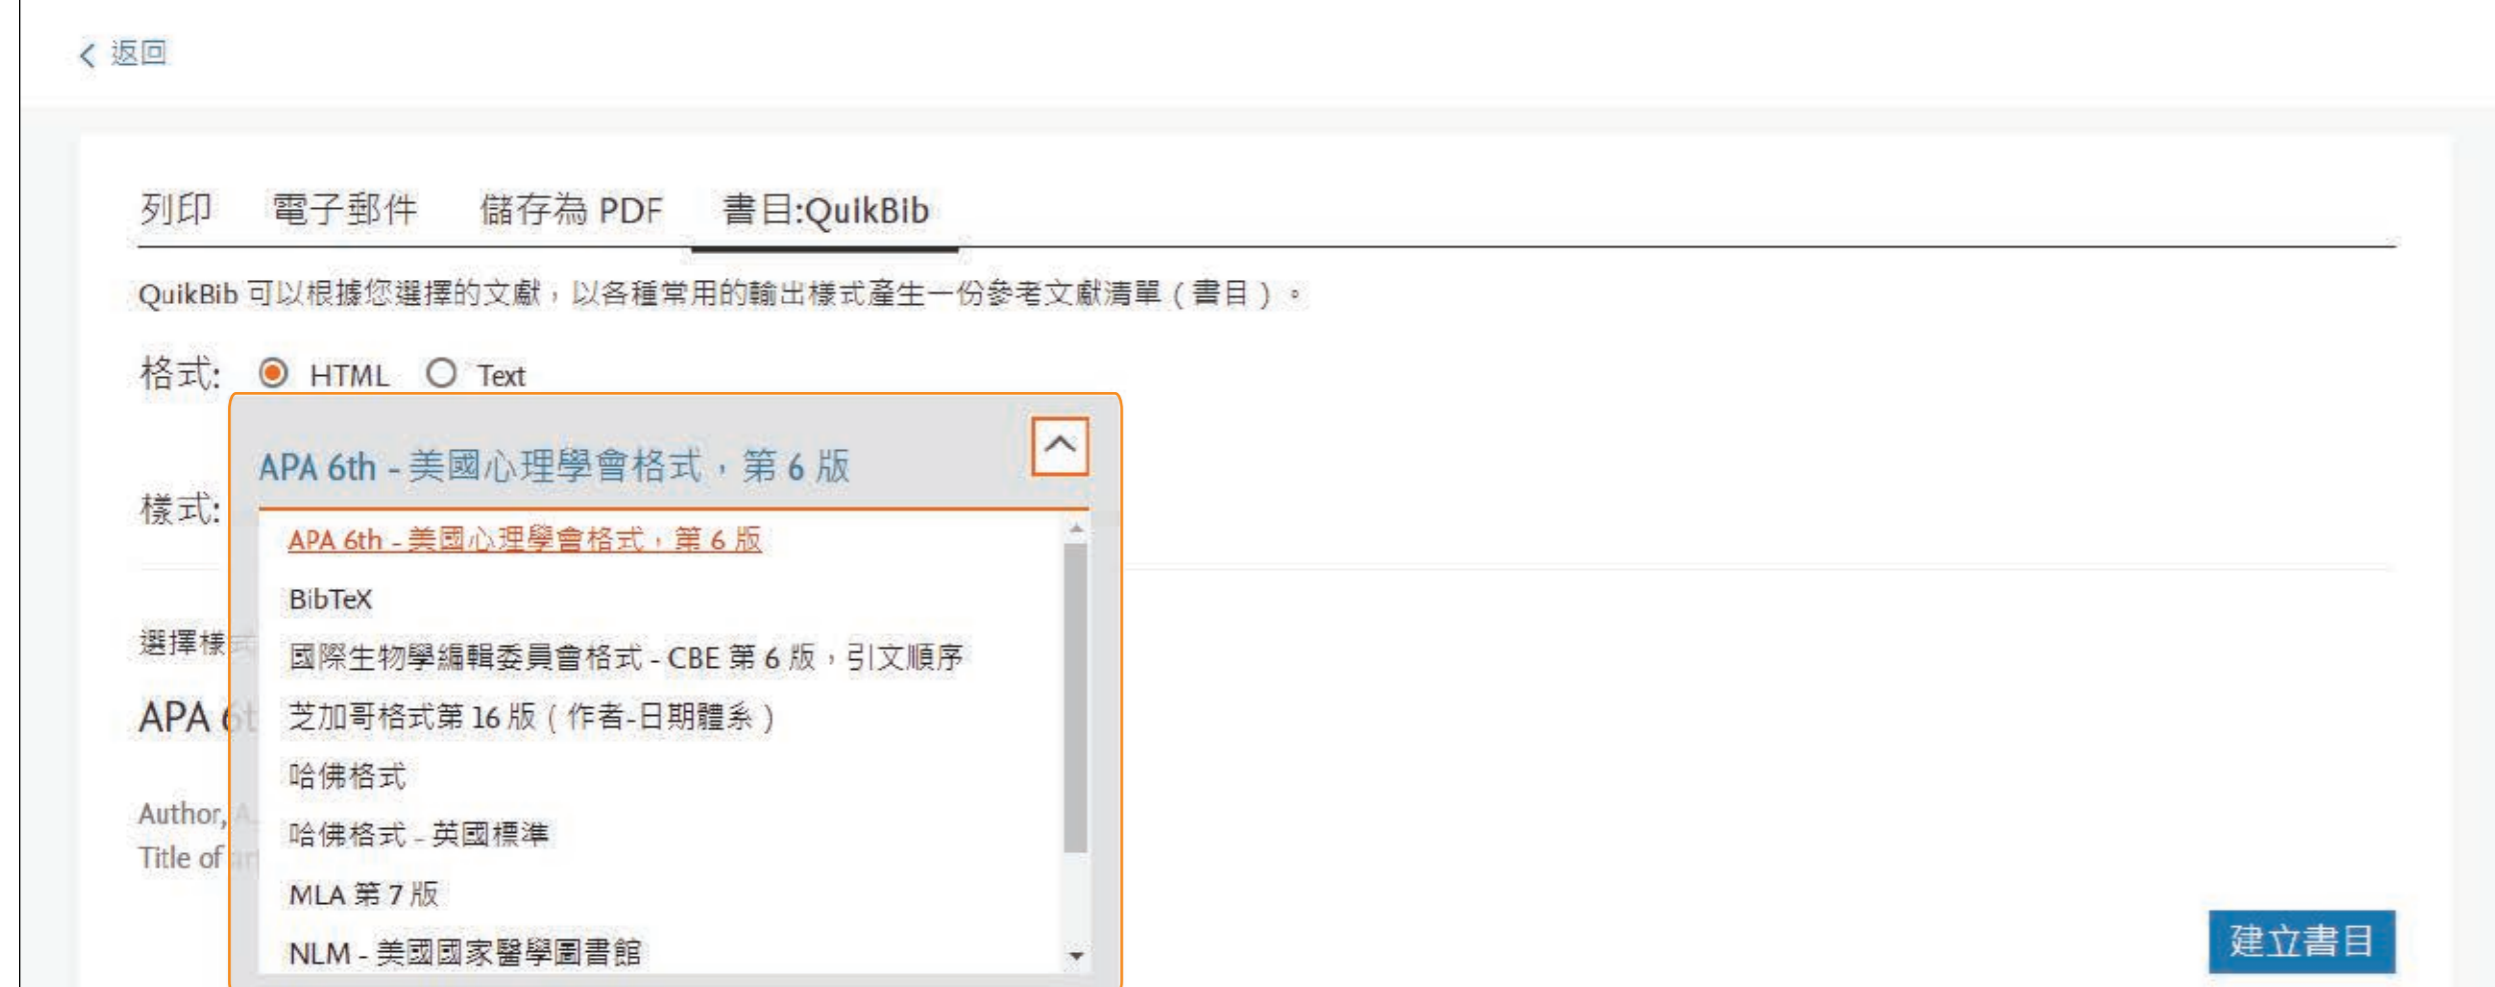 返回
列印 電子郵件 儲存為 PDF 書目:QuikBib
QuikBib 可以根據您選擇的文獻，以各種常用的輸出樣式產生一份參考文獻清單（書目）。
格式: HTML Text
APA 6th - 美國心理學會格式，第 6 版
樣式:
APA 6th - 美國心理學會格式，第 6 版
BibTeX
選擇樣式
國際生物學編輯委員會格式 - CBE 第 6 版，引文順序
APA 6t
芝加哥格式第 16 版（作者-日期體系）
哈佛格式
Author, A.
哈佛格式 - 英國標準
Title of art
MLA 第 7 版
NLM - 美國國家醫學圖書館
建立書目